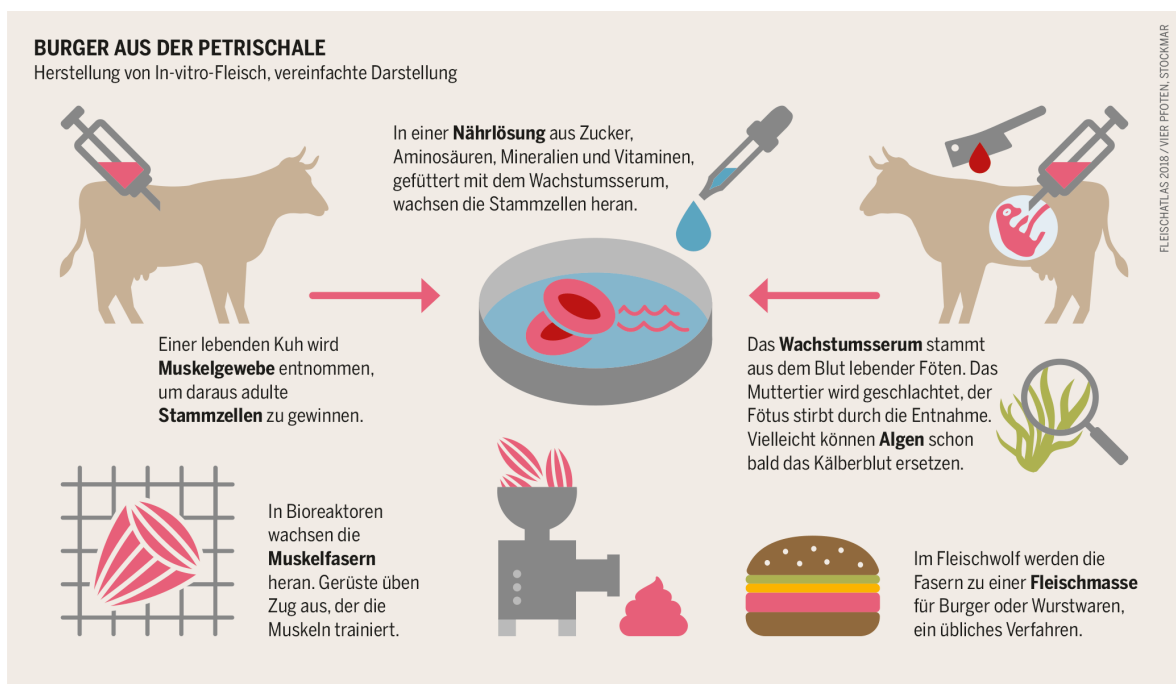 BURGER AUS DER PETRISCHALE
Herstellung von In-vitro-Fleisch, vereinfachte Darstellung
In einer Nährlösung aus Zucker,
Aminosäuren, Mineralien und Vitaminen,
gefüttert mit dem Wachstumsserum,
wachsen die Stammzellen heran.
Einer lebenden Kuh wird
Muskelgewebe entnommen,
um daraus adulte
Stammzellen zu gewinnen.
Das Wachstumsserum stammt
aus dem Blut lebender Föten. Das
Muttertier wird geschlachtet, der
Fötus stirbt durch die Entnahme.
Vielleicht können Algen schon
bald das Kälberblut ersetzen.
In Bioreaktoren
wachsen die
Muskelfasern
heran. Gerüste üben
Zug aus, der die
Muskeln trainiert.
Im Fleischwolf werden die
Fasern zu einer Fleischmasse
für Burger oder Wurstwaren,
ein übliches Verfahren.
FLEISCHATLAS 2018 / VIER PFOTEN, STOCKMAR